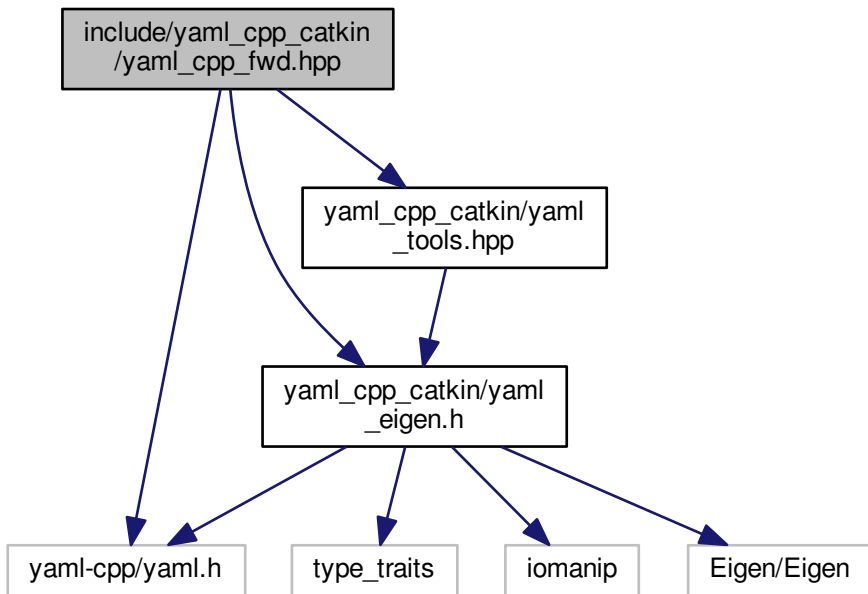 include/yaml_cpp_catkin
/yaml_cpp_fwd.hpp
yaml_cpp_catkin/yaml
_tools.hpp
yaml_cpp_catkin/yaml
_eigen.h
yaml-cpp/yaml.h
type_traits
iomanip
Eigen/Eigen